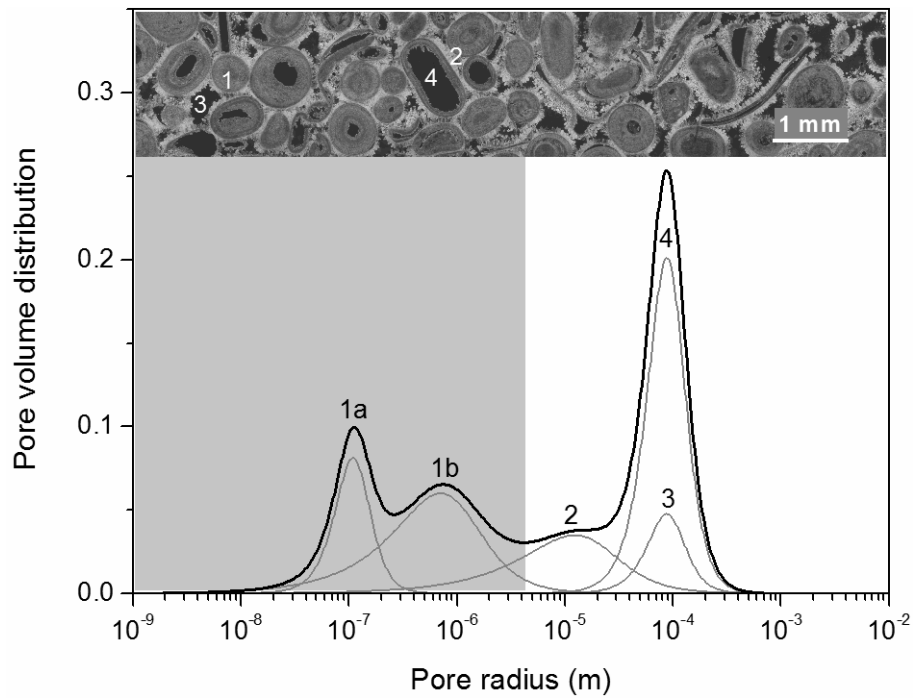 1
2
4
3
1 mm
0.3
0.2
0.1
0.0
Pore volume distribution
1a
1b
2
4
3
10⁻⁹ 10⁻⁸ 10⁻⁷ 10⁻⁶ 10⁻⁵ 10⁻⁴ 10⁻³ 10⁻²
Pore radius (m)